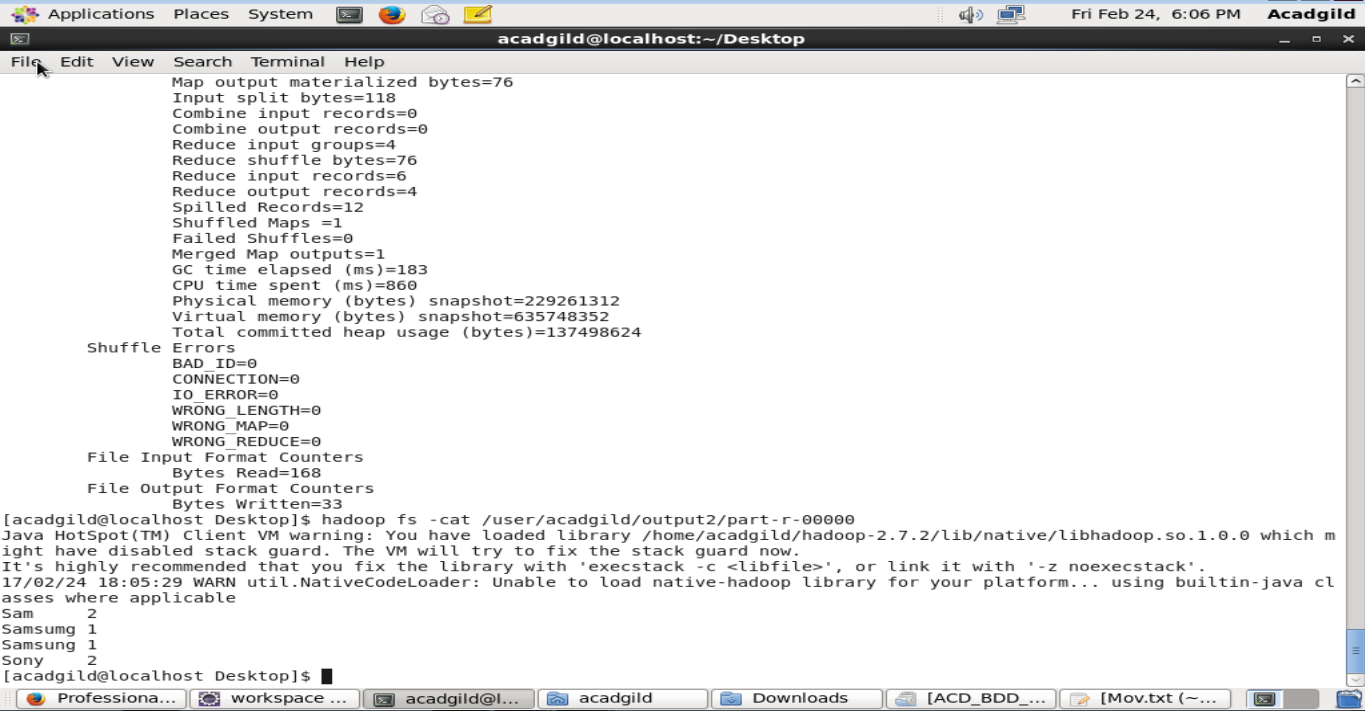 Applications Places System Fri Feb 24, 6:06 PM Acadgild
acadgild@localhost:~/Desktop
File Edit View Search Terminal Help
Map output materialized bytes=76
Input split bytes=118
Combine input records=0
Combine output records=0
Reduce input groups=4
Reduce shuffle bytes=76
Reduce input records=6
Reduce output records=4
Spilled Records=12
Shuffled Maps =1
Failed Shuffles=0
Merged Map outputs=1
GC time elapsed (ms)=183
CPU time spent (ms)=860
Physical memory (bytes) snapshot=229261312
Virtual memory (bytes) snapshot=635748352
Total committed heap usage (bytes)=137498624
Shuffle Errors
BAD_ID=0
CONNECTION=0
IO_ERROR=0
WRONG_LENGTH=0
WRONG_MAP=0
WRONG_REDUCE=0
File Input Format Counters
Bytes Read=168
File Output Format Counters
Bytes Written=33
[acadgild@localhost Desktop]$ hadoop fs -cat /user/acadgild/output2/part-r-00000
Java HotSpot(TM) Client VM warning: You have loaded library /home/acadgild/hadoop-2.7.2/lib/native/libhadoop.so.1.0.0 which m
ight have disabled stack guard. The VM will try to fix the stack guard now.
It's highly recommended that you fix the library with 'execstack -c <libfile>', or link it with '-z noexecstack'.
17/02/24 18:05:29 WARN util.NativeCodeLoader: Unable to load native-hadoop library for your platform... using builtin-java cl
asses where applicable
Sam 2
Samsumg 1
Samsung 1
Sony 2
[acadgild@localhost Desktop]$
Professiona... workspace ... acadgild@l... acadgild Downloads [ACD_BDD_... [Mov.txt (~...